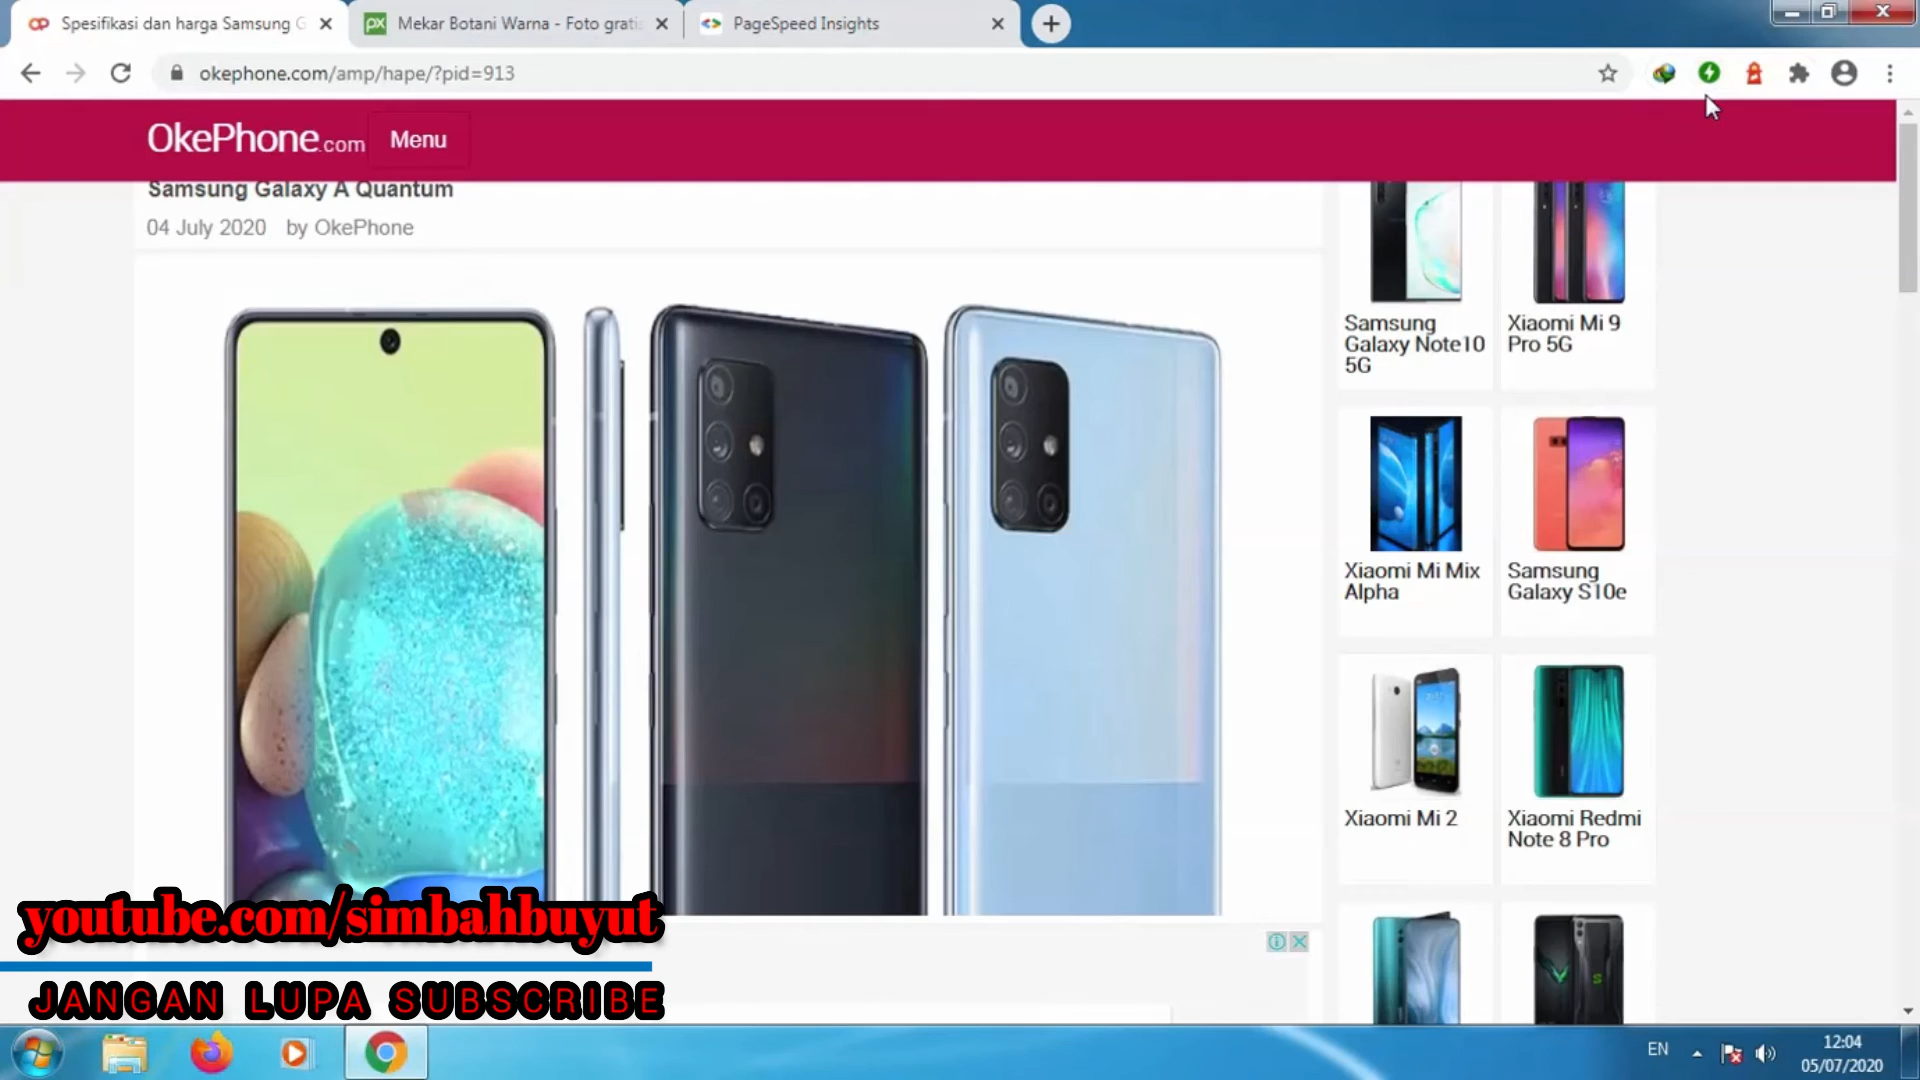 Spesifikasi dan harga Samsung G
Mekar Botani Warna - Foto gratis
PageSpeed Insights
okephone.com/amp/hape/?pid=913
OkePhone.com
Menu
Samsung Galaxy A Quantum
04 July 2020 by OkePhone
Samsung
Galaxy Note10
5G
Xiaomi Mi 9
Pro 5G
Xiaomi Mi Mix
Alpha
Samsung
Galaxy S10e
Xiaomi Mi 2
Xiaomi Redmi
Note 8 Pro
youtube.com/simbahbuyut
JANGAN LUPA SUBSCRIBE
EN
12:04
05/07/2020